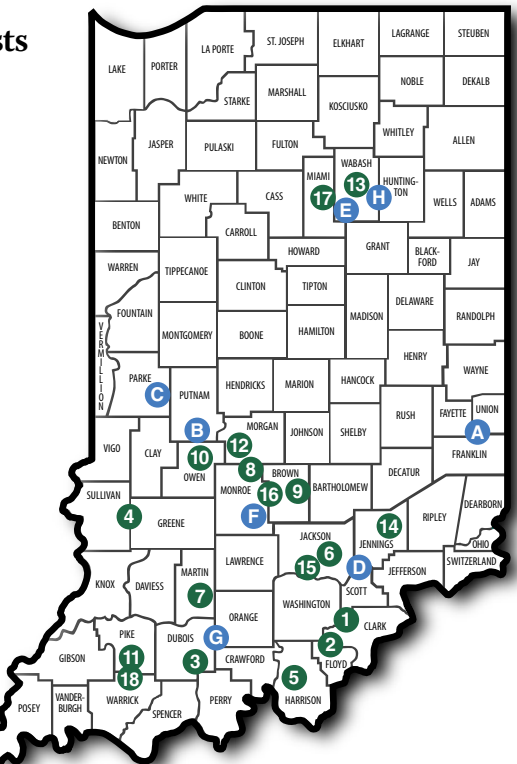 sts
LAKE
PORTER
LA PORTE
ST. JOSEPH
ELKHART
LAGRANGE
STEUBEN
NOBLE
DEKALB
STARKE
MARSHALL
KOSCIUSKO
WHITLEY
ALLEN
NEWTON
JASPER
PULASKI
FULTON
MIAMI
WABASH
HUNTING-
TON
17
13
E
H
WELLS
ADAMS
WHITE
CASS
BENTON
CARROLL
HOWARD
GRANT
BLACK-
FORD
JAY
WARREN
TIPPECANOE
CLINTON
TIPTON
FOUNTAIN
MADISON
DELAWARE
RANDOLPH
VERMILLION
MONTGOMERY
BOONE
HAMILTON
HENRY
WAYNE
PARKE
C
PUTNAM
HENDRICKS
MARION
HANCOCK
RUSH
FAYETTE
UNION
A
B
MORGAN
JOHNSON
SHELBY
FRANKLIN
VIGO
CLAY
10
OWEN
12
8
DECATUR
SULLIVAN
MONROE
BROWN
16
9
BARTHOLOMEW
4
GREENE
F
JACKSON
14
JENNINGS
RIPLEY
DEARBORN
OHIO
6
15
D
JEFFERSON
SWITZERLAND
KNOX
DAVIESS
MARTIN
7
LAWRENCE
WASHINGTON
SCOTT
ORANGE
1
CLARK
PIKE
DUBOIS
G
2
FLOYD
GIBSON
11
3
CRAWFORD
18
5
HARRISON
POSEY
VANDER-
BURGH
WARRICK
SPENCER
PERRY